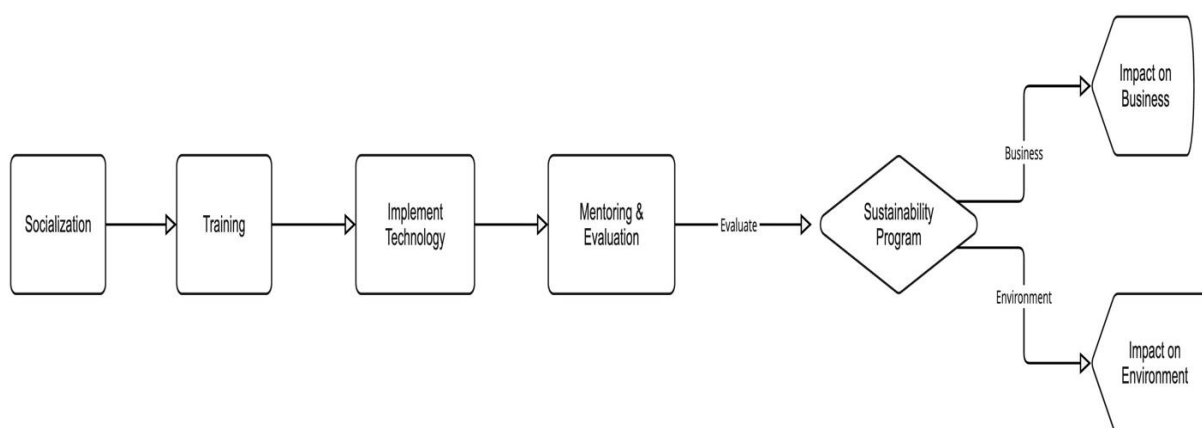 Socialization
Training
Implement
Technology
Mentoring &
Evaluation
Evaluate
Sustainability
Program
Business
Impact on
Business
Environment
Impact on
Environment